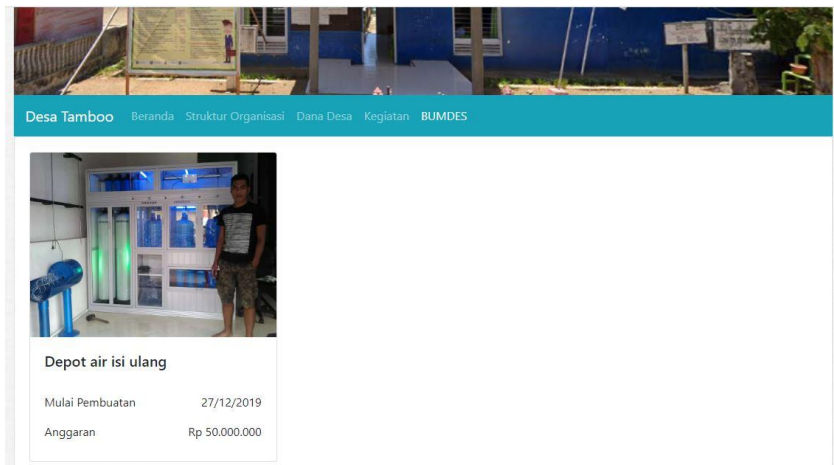 Desa Tamboo Beranda Struktur Organisasi Dana Desa Kegiatan BUMDES
Depot air isi ulang
Mulai Pembuatan 27/12/2019
Anggaran Rp 50.000.000